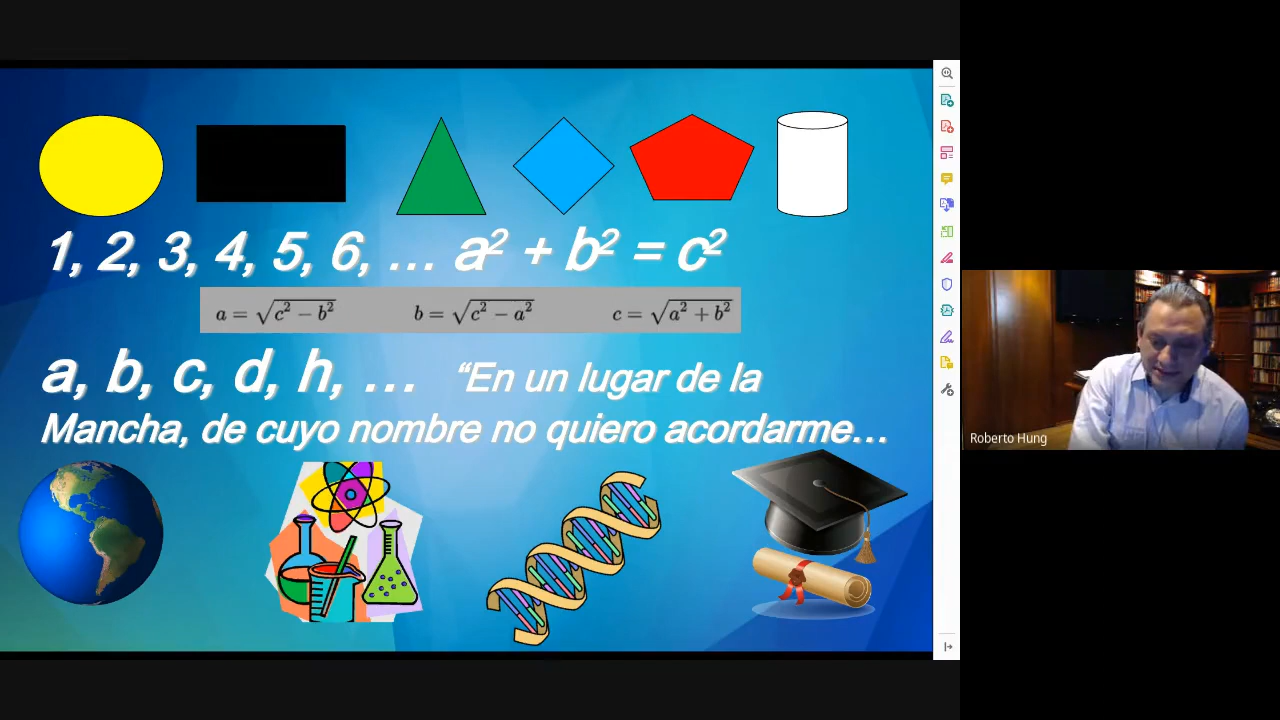 1, 2, 3, 4, 5, 6, … a² + b² = c²
a = √(c² − b²) b = √(c² − a²) c = √(a² + b²)
a, b, c, d, h, … “En un lugar de la
Mancha, de cuyo nombre no quiero acordarme…
Roberto Hung